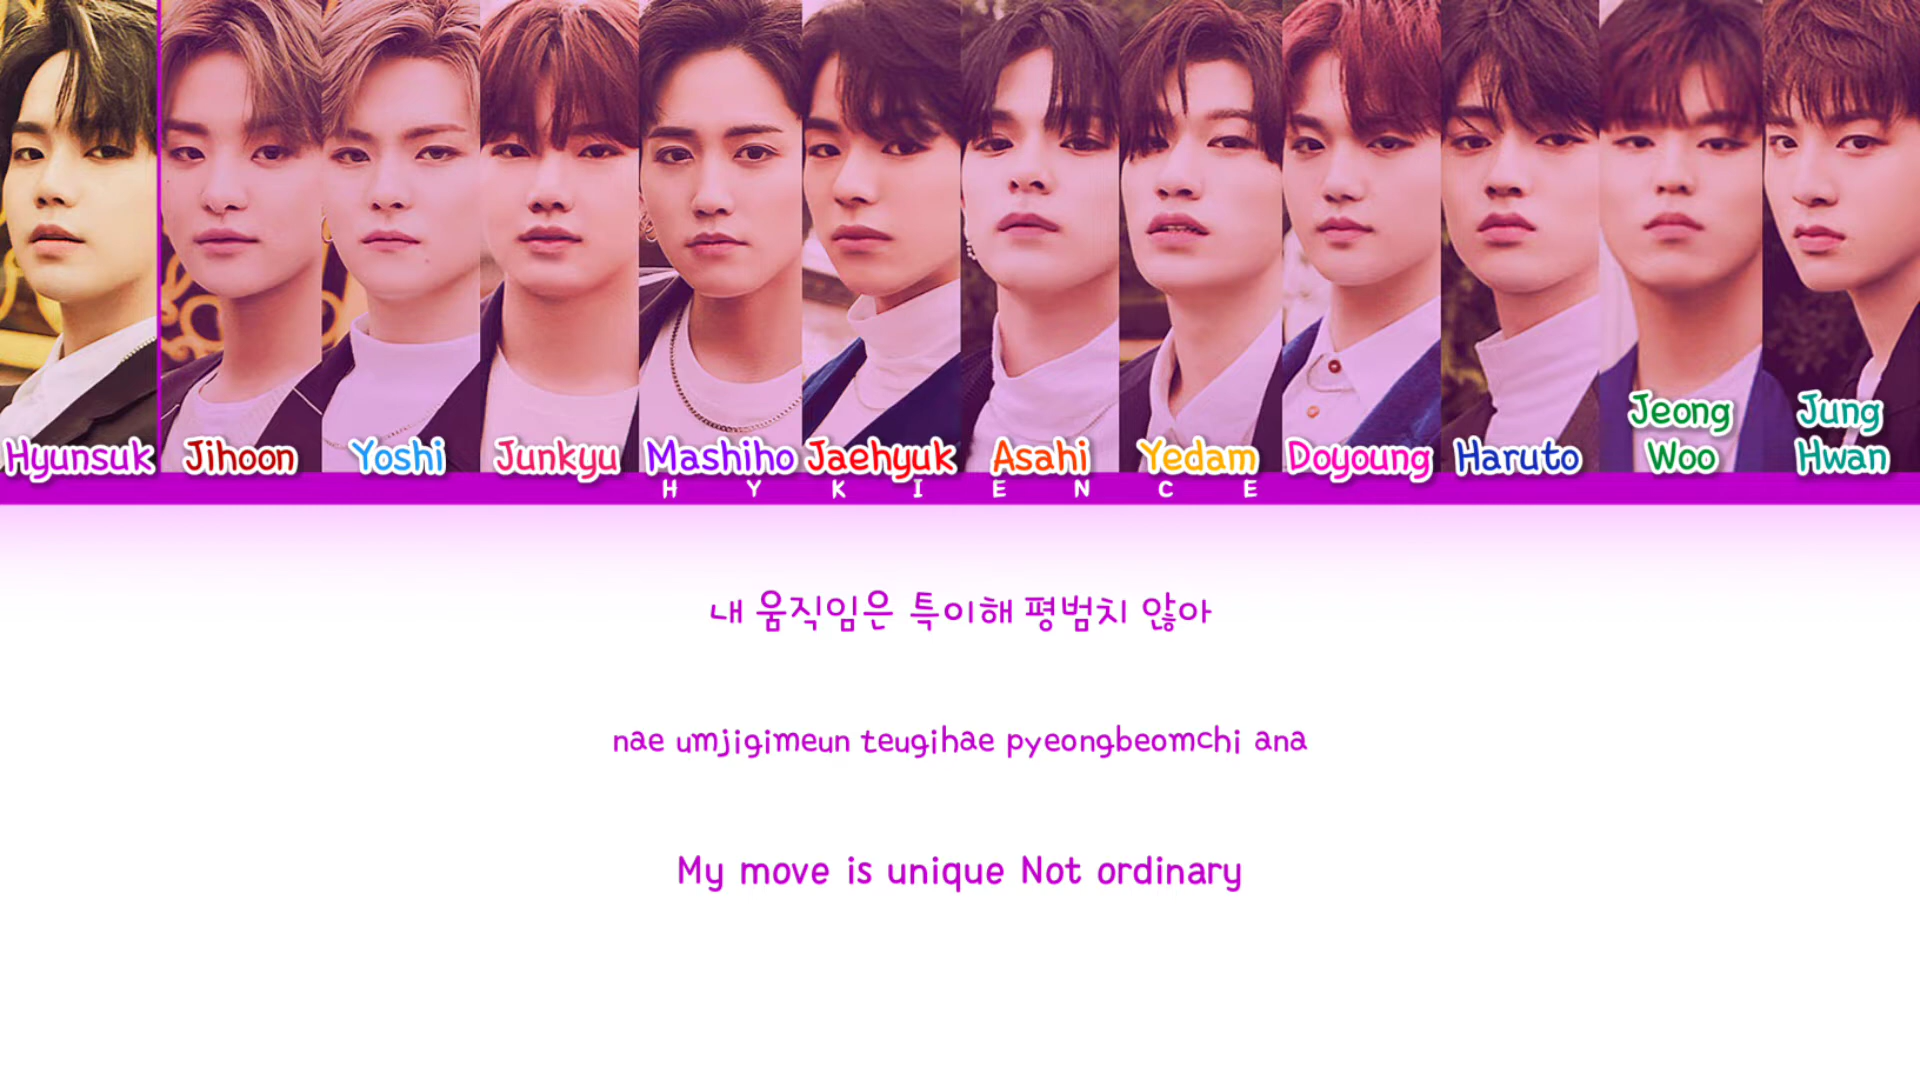 Hyunsuk Jihoon Yoshi Junkyu Mashiho Jaehyuk Asahi Yedam Doyoung Haruto Jeong Woo Jung Hwan
HYKIENCE
내 움직임은 특이해 평범치 않아
nae umjigimeun teugihae pyeongbeomchi ana
My move is unique Not ordinary